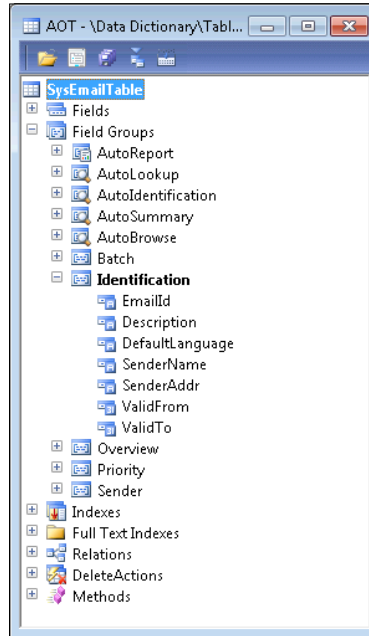 AOT - \Data Dictionary\Tabl...
SysEmailTable
Fields
Field Groups
AutoReport
AutoLookup
AutoIdentification
AutoSummary
AutoBrowse
Batch
Identification
EmailId
Description
DefaultLanguage
SenderName
SenderAddr
ValidFrom
ValidTo
Overview
Priority
Sender
Indexes
Full Text Indexes
Relations
DeleteActions
Methods